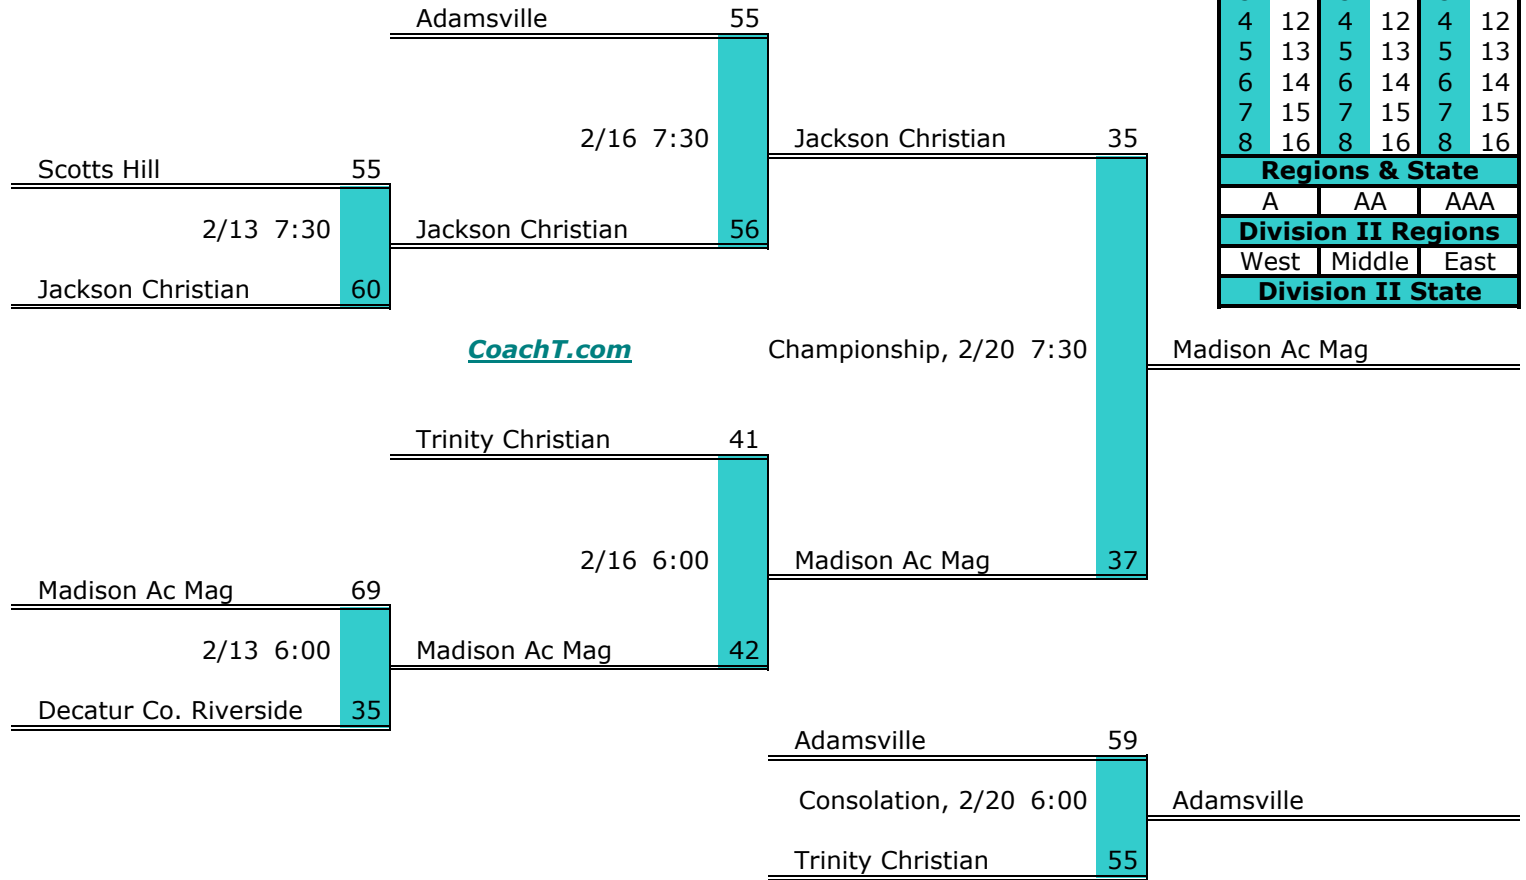 Adamsville 55
4 12 4 12 4 12
5 13 5 13 5 13
6 14 6 14 6 14
7 15 7 15 7 15
2/16 7:30 Jackson Christian 35
8 16 8 16 8 16
Scotts Hill 55
Regions & State
A AA AAA
2/13 7:30 Jackson Christian 56
Division II Regions
West Middle East
Jackson Christian 60
Division II State
CoachT.com Championship, 2/20 7:30 Madison Ac Mag
Trinity Christian 41
2/16 6:00 Madison Ac Mag 37
Madison Ac Mag 69
2/13 6:00 Madison Ac Mag 42
Decatur Co. Riverside 35
Adamsville 59
Consolation, 2/20 6:00 Adamsville
Trinity Christian 55